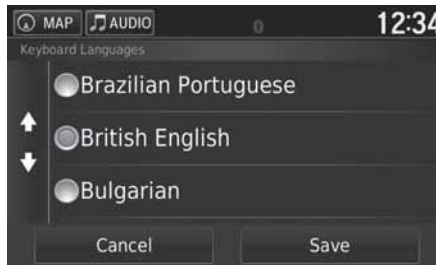 MAP AUDIO 12:34
Keyboard Languages
Brazilian Portuguese
British English
Bulgarian
Cancel Save